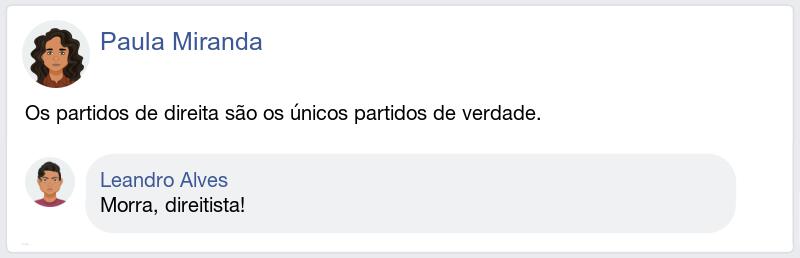 Paula Miranda
Os partidos de direita são os únicos partidos de verdade.
Leandro Alves
Morra, direitista!